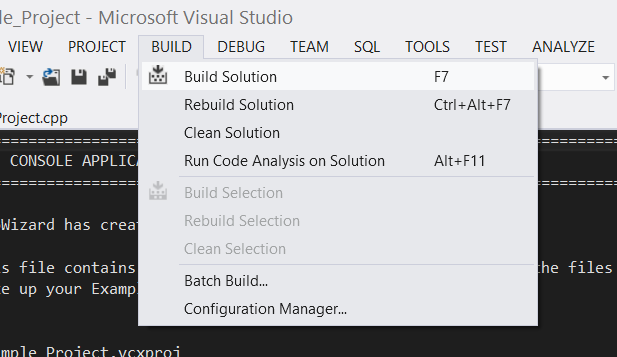 le_Project - Microsoft Visual Studio
VIEW PROJECT BUILD DEBUG TEAM SQL TOOLS TEST ANALYZE
Build Solution F7
Project.cpp
Rebuild Solution Ctrl+Alt+F7
Clean Solution
CONSOLE APPLICA
Run Code Analysis on Solution Alt+F11
Build Selection
Rebuild Selection
Wizard has crea
Clean Selection
s file contains the files
Batch Build...
te up your Examp
Configuration Manager...
mple_Project.vcxproj